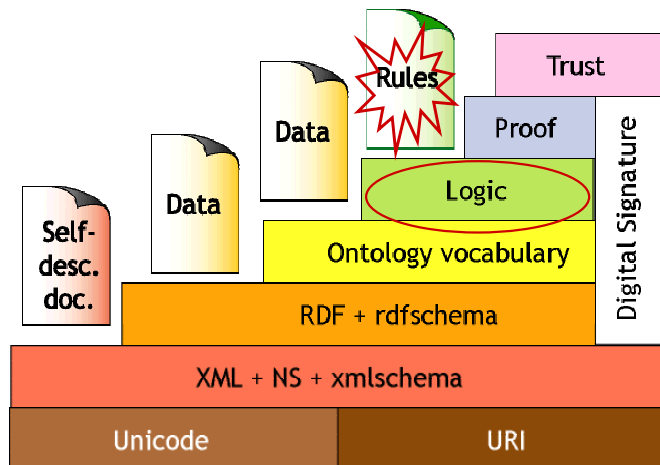 Rules
Trust
Data
Proof
Data
Logic
Self-
desc.
doc.
Ontology vocabulary
Digital Signature
RDF + rdfschema
XML + NS + xmlschema
Unicode
URI